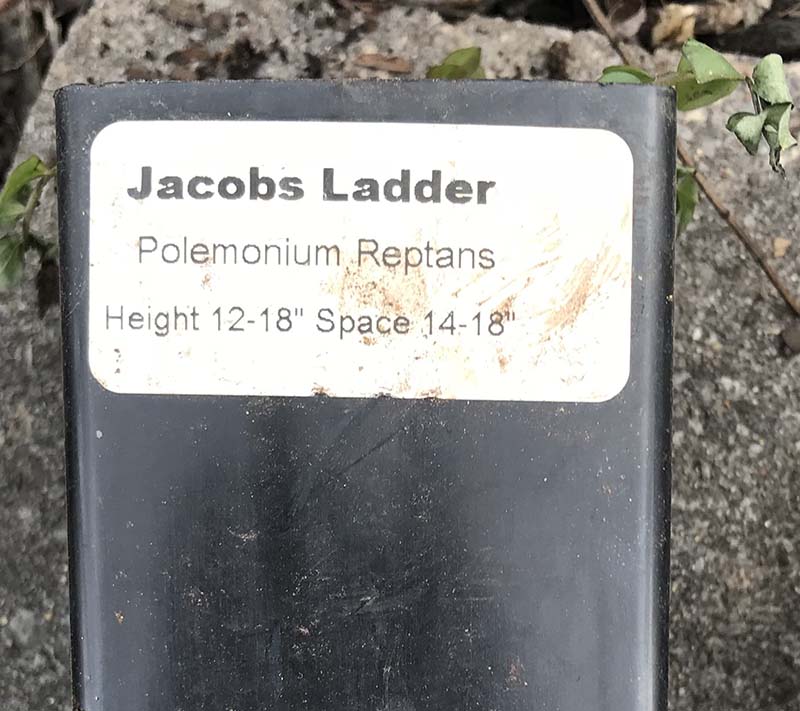 Jacobs Ladder
Polemonium Reptans
Height 12-18" Space 14-18"